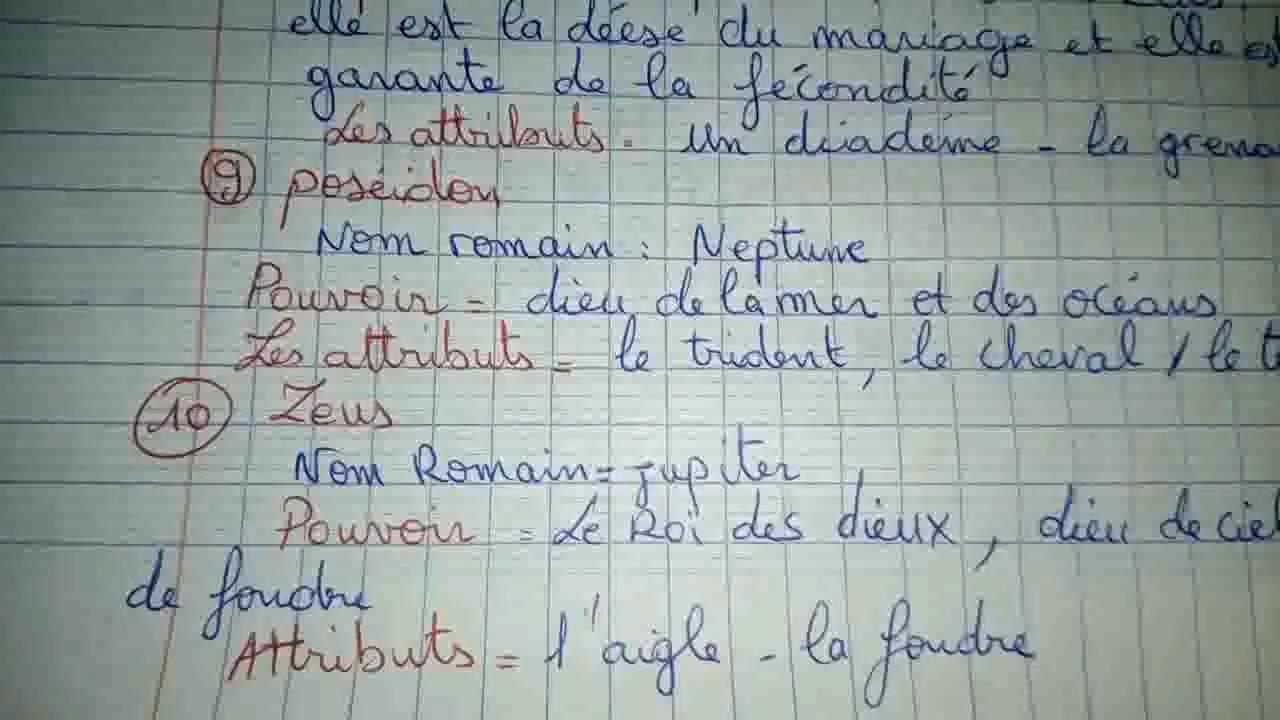 elle est la déese du mariage et elle es
garante de la fécondité
Les attributs - un diadème - la grena
9 poséidon
Nom romain : Neptune
Pouvoir = dieu de la mer et des océans
Les attributs = le trident, le cheval / le t
10 Zeus
Nom Romain = jupiter
Pouvoir = Le Roi des dieux, dieu de ciel
de foudre
Attributs = l'aigle - la foudre